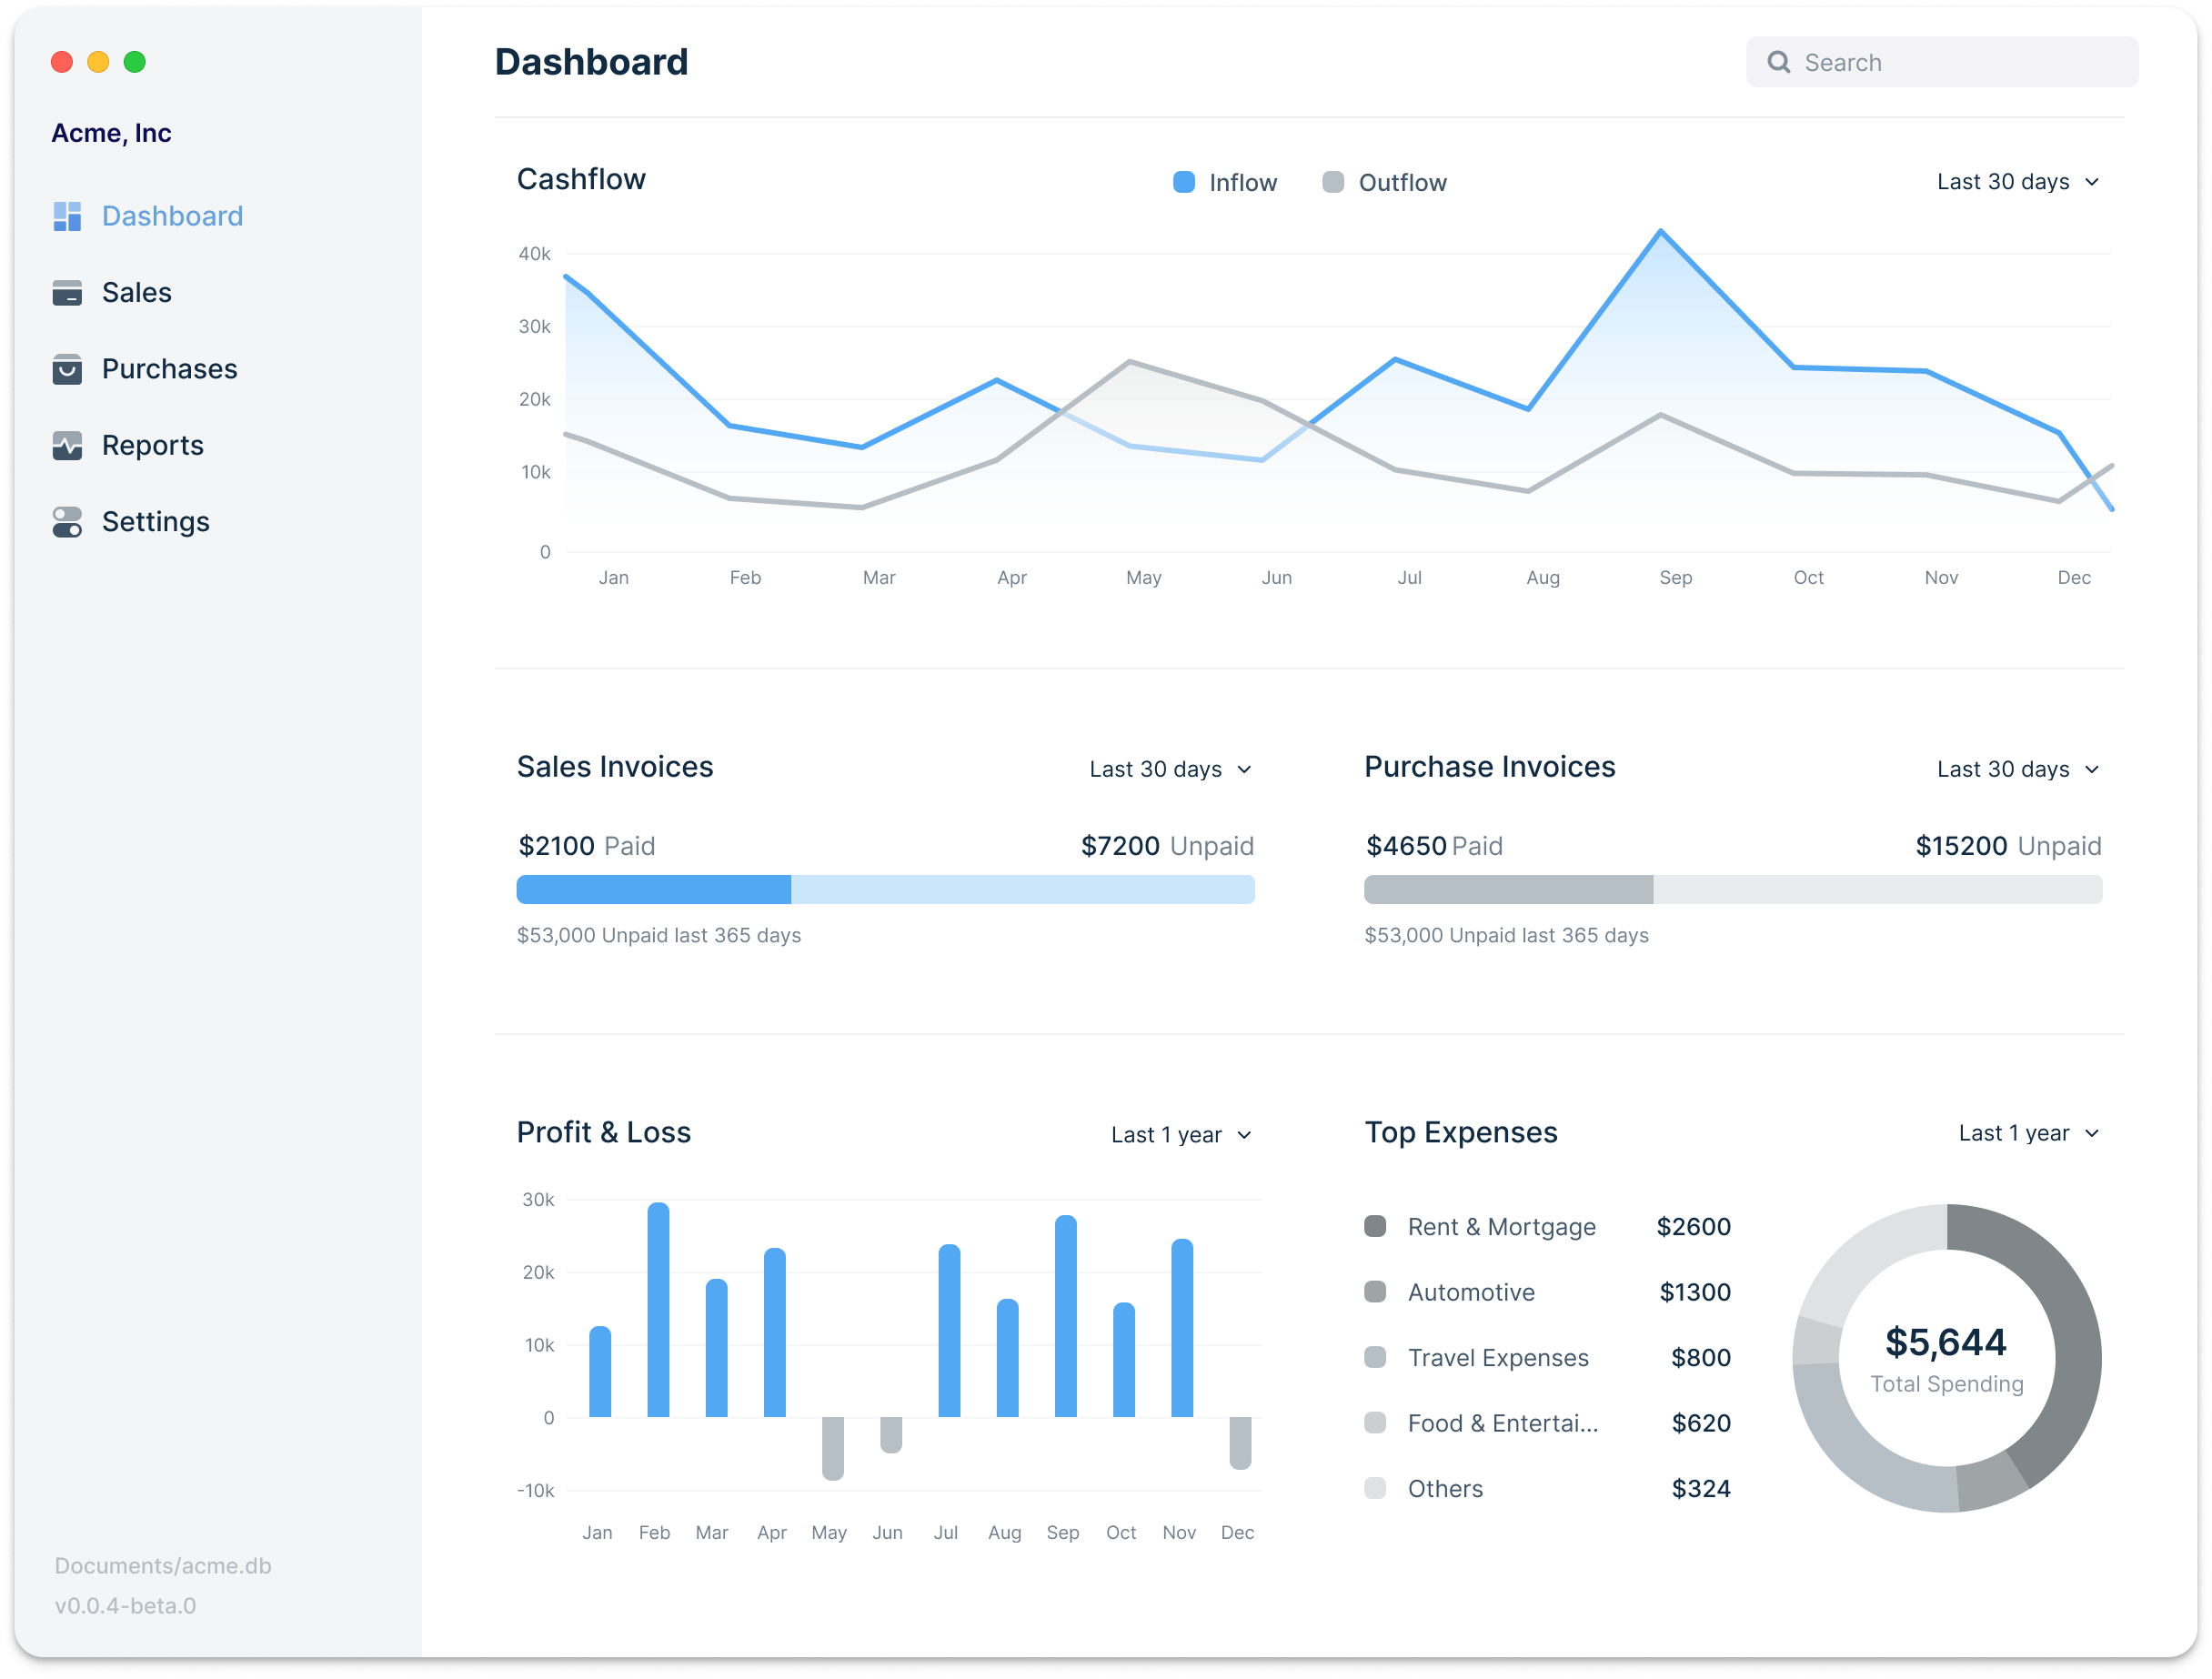 Dashboard
Search
Acme, Inc
Dashboard
Sales
Purchases
Reports
Settings
Cashflow
Inflow Outflow
Last 30 days
40k
30k
20k
10k
0
Jan Feb Mar Apr May Jun Jul Aug Sep Oct Nov Dec
Sales Invoices
Last 30 days
$2100 Paid
$7200 Unpaid
$53,000 Unpaid last 365 days
Purchase Invoices
Last 30 days
$4650 Paid
$15200 Unpaid
$53,000 Unpaid last 365 days
Profit & Loss
Last 1 year
30k
20k
10k
0
-10k
Jan Feb Mar Apr May Jun Jul Aug Sep Oct Nov Dec
Top Expenses
Last 1 year
Rent & Mortgage $2600
Automotive $1300
Travel Expenses $800
Food & Entertai... $620
Others $324
$5,644
Total Spending
Documents/acme.db
v0.0.4-beta.0